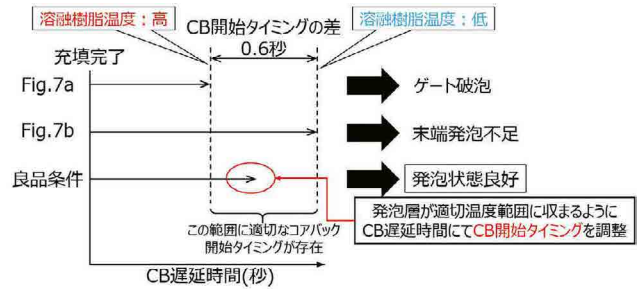 溶融樹脂温度：高
CB開始タイミングの差
0.6秒
溶融樹脂温度：低
充填完了
Fig.7a
ゲート破泡
Fig.7b
末端発泡不足
良品条件
発泡状態良好
この範囲に適切なコアバック
開始タイミングが存在
発泡層が適切温度範囲に収まるように
CB遅延時間にてCB開始タイミングを調整
CB遅延時間(秒)